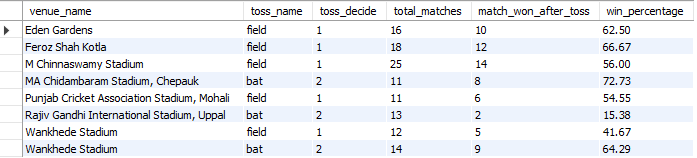 venue_name toss_name toss_decide total_matches match_won_after_toss win_percentage
Eden Gardens field 1 16 10 62.50
Feroz Shah Kotla field 1 18 12 66.67
M Chinnaswamy Stadium field 1 25 14 56.00
MA Chidambaram Stadium, Chepauk bat 2 11 8 72.73
Punjab Cricket Association Stadium, Mohali field 1 11 6 54.55
Rajiv Gandhi International Stadium, Uppal bat 2 13 2 15.38
Wankhede Stadium field 1 12 5 41.67
Wankhede Stadium bat 2 14 9 64.29